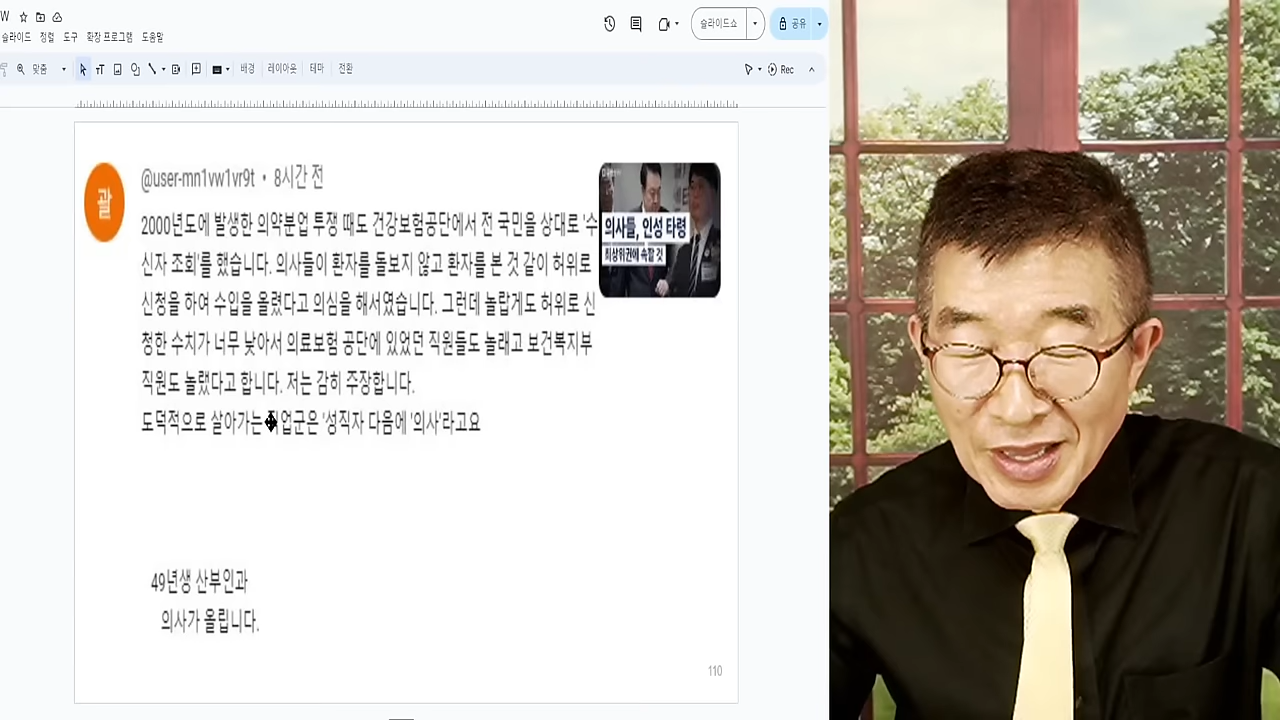 W
슬라이드 정렬 도구 확장 프로그램 도움말
슬라이드쇼
공유
맞춤
배경 레이아웃 테마 전환
Rec
괄
@user-mn1vw1vr9t • 8시간 전
2000년도에 발생한 의약분업 투쟁 때도 건강보험공단에서 전 국민을 상대로 '수
신자 조회'를 했습니다. 의사들이 환자를 돌보지 않고 환자를 본 것 같이 허위로
신청을 하여 수입을 올렸다고 의심을 해서였습니다. 그런데 놀랍게도 허위로 신
청한 수치가 너무 낮아서 의료보험 공단에 있었던 직원들도 놀래고 보건복지부
직원도 놀랬다고 합니다. 저는 감히 주장합니다.
도덕적으로 살아가는 직업군은 '성직자 다음에 '의사'라고요
의사들, 인성 타령
최상위권에 속할 것
49년생 산부인과
의사가 올립니다.
110